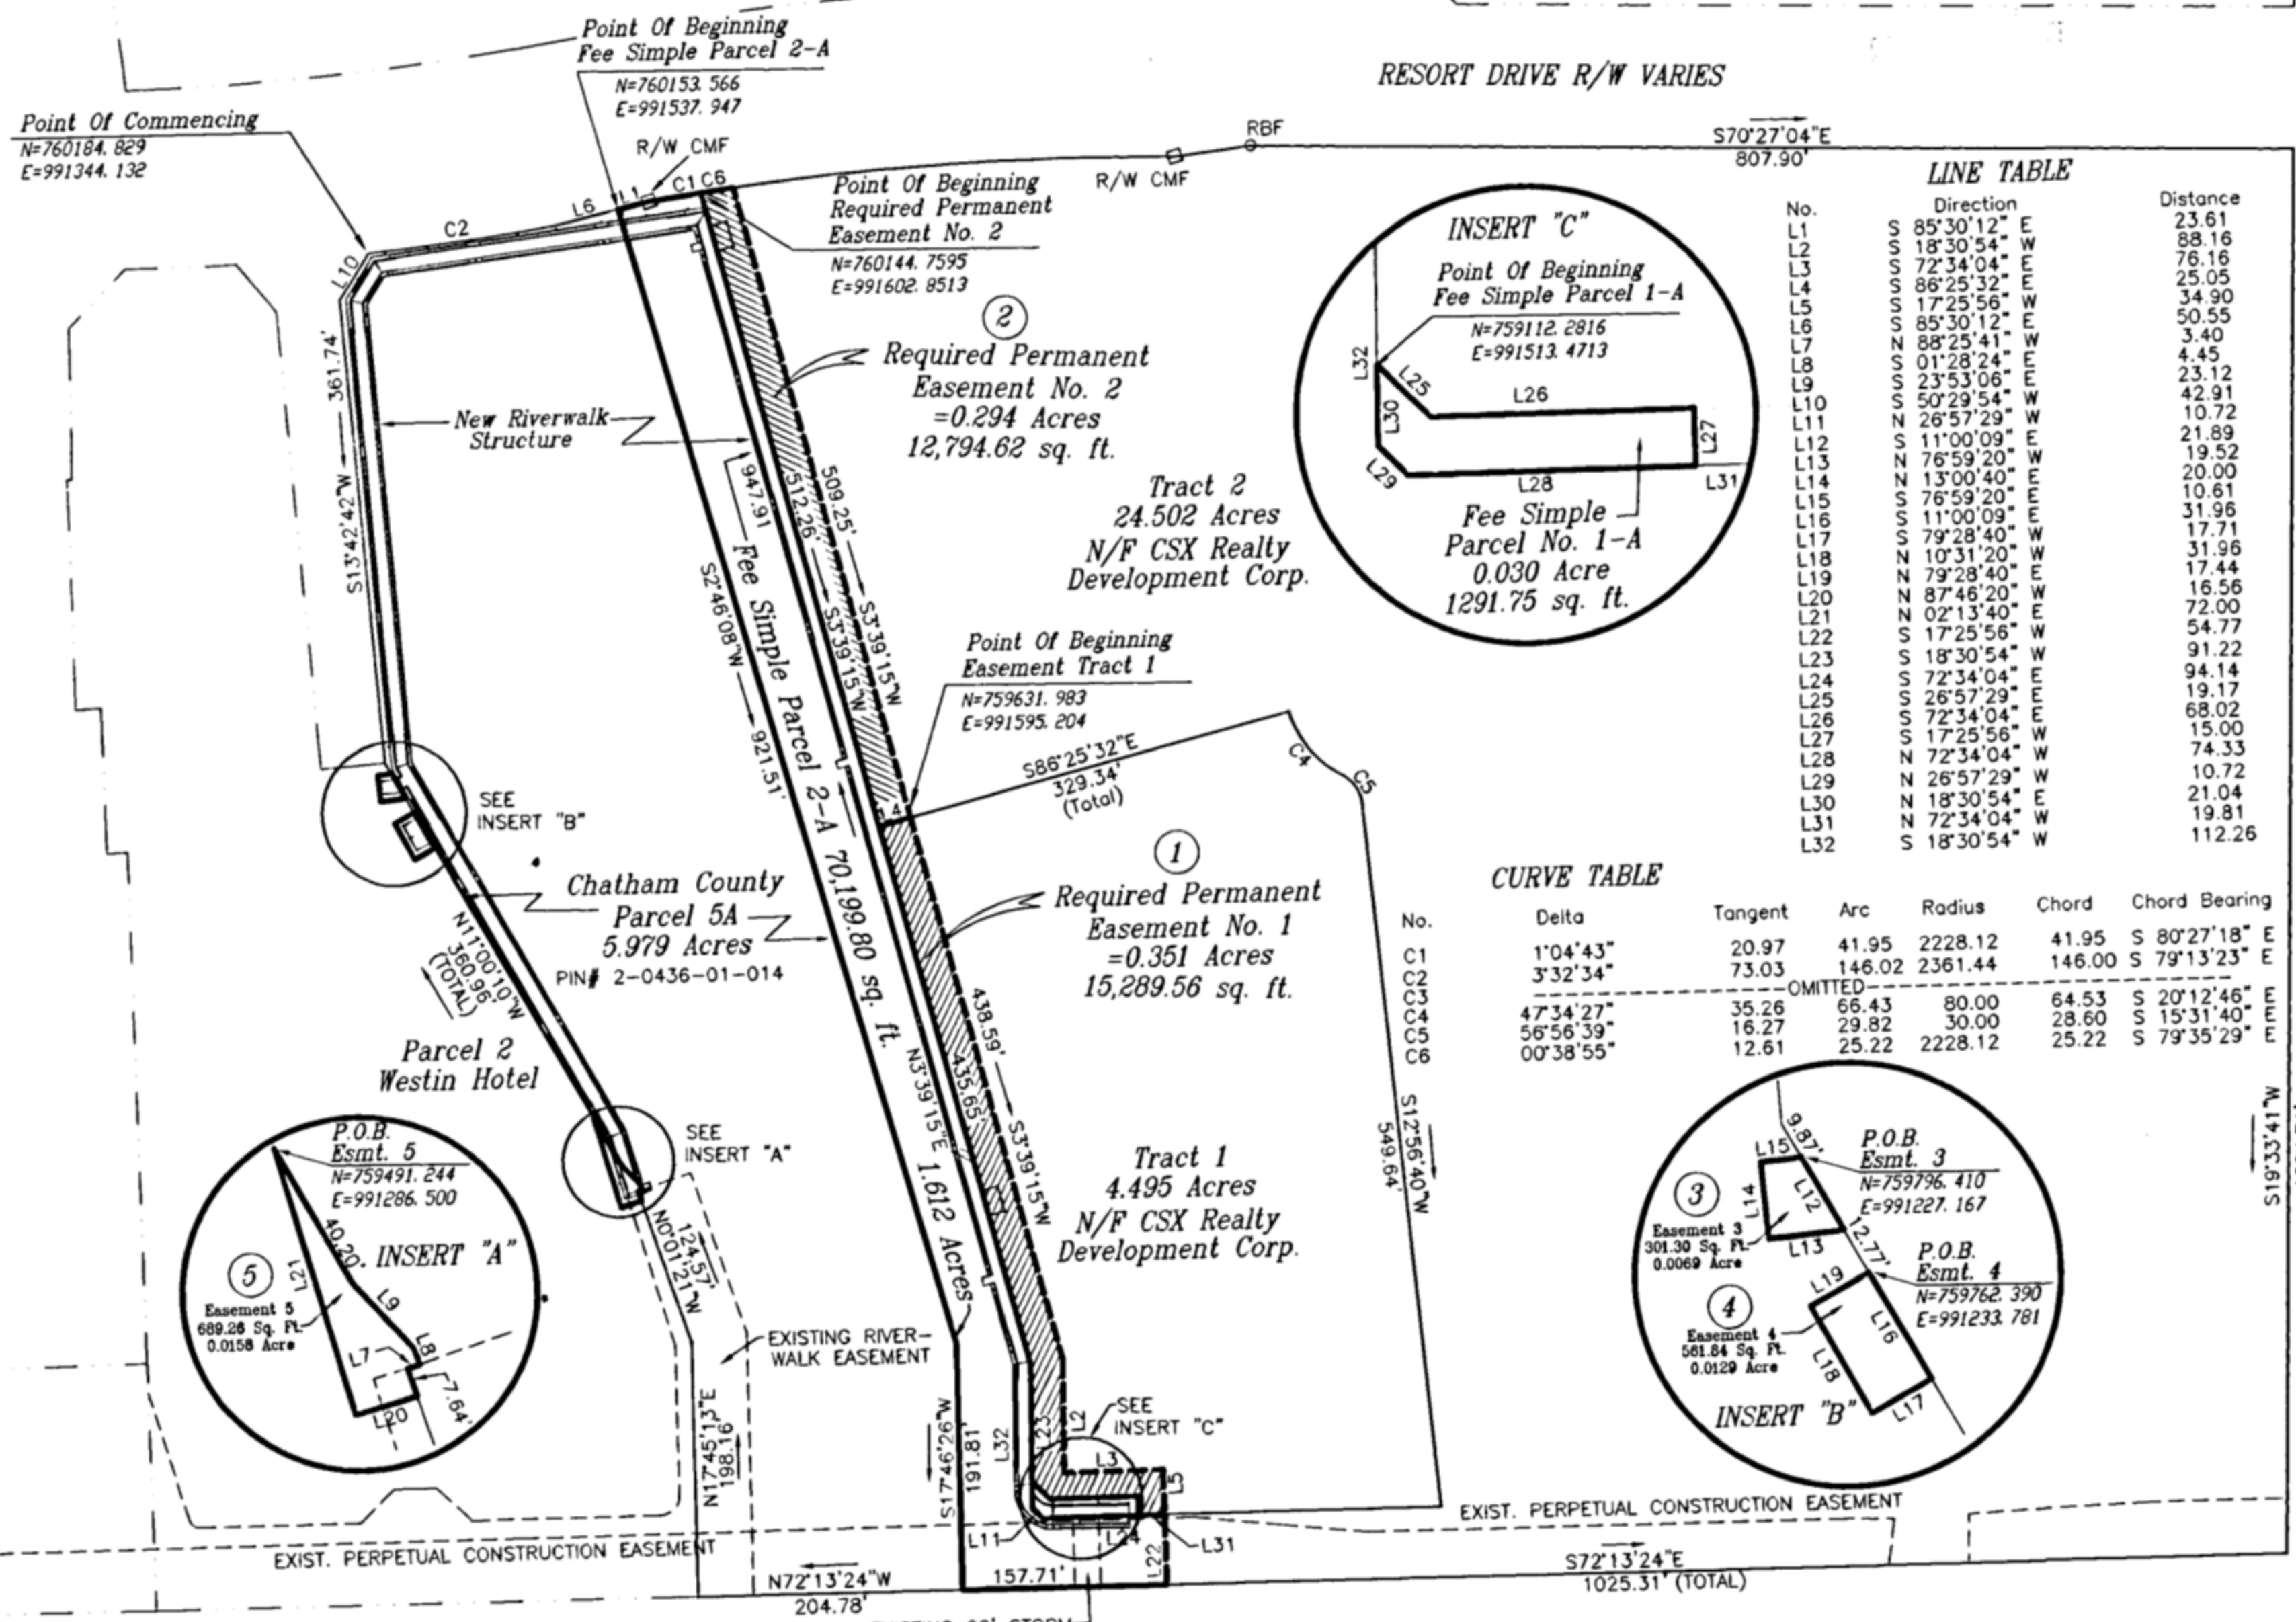 Point Of Beginning
Fee Simple Parcel 2-A
N=760153.566
E=991537.947
R/W CMF
Point Of Commencing
N=760184.829
E=991344.132
RESORT DRIVE R/W VARIES
RBF
S70°27'04"E
807.90'
R/W CMF
L1
C1 C6
L6
C2
L10
Point Of Beginning
Required Permanent
Easement No. 2
N=760144.7595
E=991602.8513
2
Required Permanent
Easement No. 2
=0.294 Acres
12,794.62 sq. ft.
New Riverwalk
Structure
361.74'
S13°42'42"W
947.91
512.26'
509.25'
S3°39'15"W
S3°39'15"W
S2°46'08"W
921.51'
Fee Simple Parcel 2-A 70,199.80 sq. ft.
1.612 Acres
Tract 2
24.502 Acres
N/F CSX Realty
Development Corp.
INSERT "C"
Point Of Beginning
Fee Simple Parcel 1-A
N=759112.2816
E=991513.4713
L32
L25
L26
L30
L27
L29
L28
L31
Fee Simple
Parcel No. 1-A
0.030 Acre
1291.75 sq. ft.
LINE TABLE
No. Direction Distance
L1 S 85°30'12" E 23.61
L2 S 18°30'54" W 88.16
L3 S 72°34'04" E 76.16
L4 S 86°25'32" E 25.05
L5 S 17°25'56" W 34.90
L6 S 85°30'12" E 50.55
L7 N 88°25'41" W 3.40
L8 S 01°28'24" E 4.45
L9 S 23°53'06" E 23.12
L10 S 50°29'54" W 42.91
L11 N 26°57'29" W 10.72
L12 S 11°00'09" E 21.89
L13 N 76°59'20" W 19.52
L14 N 13°00'40" E 20.00
L15 S 76°59'20" E 10.61
L16 S 11°00'09" E 31.96
L17 S 79°28'40" W 17.71
L18 N 10°31'20" W 31.96
L19 N 79°28'40" E 17.44
L20 N 87°46'20" W 16.56
L21 N 02°13'40" E 72.00
L22 S 17°25'56" W 54.77
L23 S 18°30'54" W 91.22
L24 S 72°34'04" E 94.14
L25 S 26°57'29" E 19.17
L26 S 72°34'04" E 68.02
L27 S 17°25'56" W 15.00
L28 N 72°34'04" W 74.33
L29 N 26°57'29" W 10.72
L30 N 18°30'54" E 21.04
L31 N 72°34'04" W 19.81
L32 S 18°30'54" W 112.26
Point Of Beginning
Easement Tract 1
N=759631.983
E=991595.204
S86°25'32"E
329.34'
(Total)
C4
C5
SEE
INSERT "B"
Chatham County
Parcel 5A
5.979 Acres
PIN# 2-0436-01-014
N11°00'10"W
360.96'
(TOTAL)
Parcel 2
Westin Hotel
1
Required Permanent
Easement No. 1
=0.351 Acres
15,289.56 sq. ft.
438.59'
S3°39'15"W
N3°39'15"E
435.65'
CURVE TABLE
No. Delta Tangent Arc Radius Chord Chord Bearing
C1 1°04'43" 20.97 41.95 2228.12 41.95 S 80°27'18" E
C2 3°32'34" 73.03 146.02 2361.44 146.00 S 79°13'23" E
C3 OMITTED
C4 47°34'27" 35.26 66.43 80.00 64.53 S 20°12'46" E
C5 56°56'39" 16.27 29.82 30.00 28.60 S 15°31'40" E
C6 00°38'55" 12.61 25.22 2228.12 25.22 S 79°35'29" E
S12°56'40"W
549.64'
Tract 1
4.495 Acres
N/F CSX Realty
Development Corp.
S19°33'41"W
P.O.B.
Esmt. 5
N=759491.244
E=991286.500
40.20'
INSERT "A"
5
Easement 5
689.26 Sq. Ft.
0.0158 Acre
L21
L9
L8
L7
7.64'
L20
SEE
INSERT "A"
N0°01'21"W
124.57'
EXISTING RIVER-
WALK EASEMENT
N17°45'13"E
198.16'
S17°46'26"W
191.81'
L32
L23
L2
L3
L5
SEE
INSERT "C"
L11
L24
L31
L22
9.87'
L15
P.O.B.
Esmt. 3
N=759796.410
E=991227.167
3
Easement 3
301.30 Sq. Ft.
0.0069 Acre
L14
L12
L13
12.77'
P.O.B.
Esmt. 4
N=759762.390
E=991233.781
L19
4
Easement 4
561.84 Sq. Ft.
0.0129 Acre
L16
L18
L17
INSERT "B"
EXIST. PERPETUAL CONSTRUCTION EASEMENT
EXIST. PERPETUAL CONSTRUCTION EASEMENT
N72°13'24"W
204.78'
157.71'
S72°13'24"E
1025.31' (TOTAL)